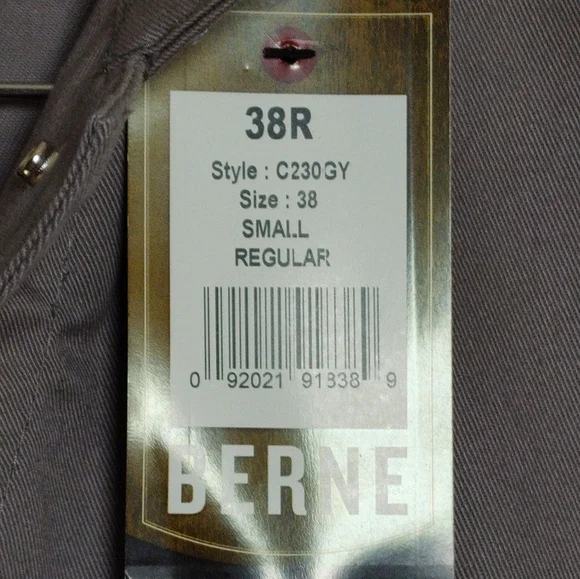 38R
Style : C230GY
Size : 38
SMALL
REGULAR
0 92021 91838 9
BERNE